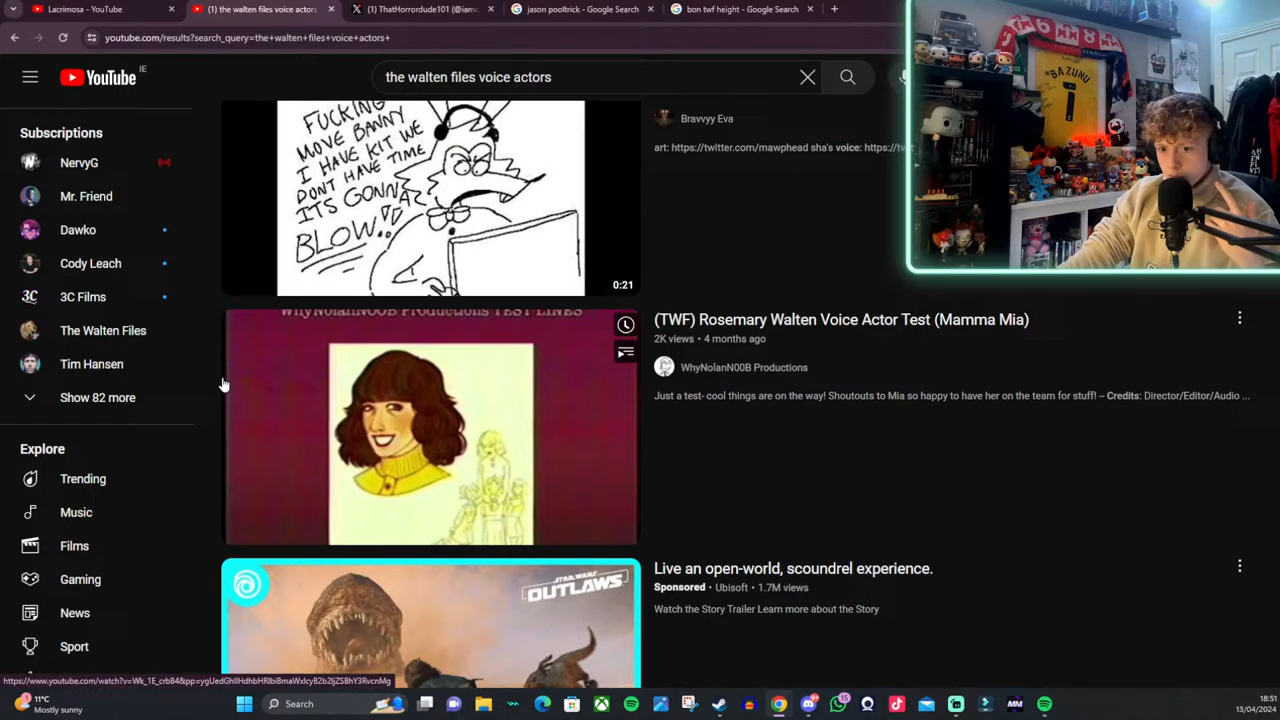 Lacrimosa - YouTube
(1) the walten files voice actors
(1) ThatHorrordude101 (@iam
jason pooltrick - Google Search
bon twf height - Google Search
youtube.com/results?search_query=the+walten+files+voice+actors+
YouTube IE
the walten files voice actors
Subscriptions
NervyG
Mr. Friend
Dawko
Cody Leach
3C Films
The Walten Files
Tim Hansen
Show 82 more
Explore
Trending
Music
Films
Gaming
News
Sport
FUCKING
MOVE BANNY
I HAVE KIT WE
DONT HAVE TIME
ITS GONNA
BLOW!!
0:21
Bravvyy Eva
art: https://twitter.com/mawphead sha's voice: https://tw
WhyNolanN00B Productions TEST LINES
(TWF) Rosemary Walten Voice Actor Test (Mamma Mia)
2K views • 4 months ago
WhyNolanN00B Productions
Just a test- cool things are on the way! Shoutouts to Mia so happy to have her on the team for stuff! -- Credits: Director/Editor/Audio ...
STAR WARS
OUTLAWS
Live an open-world, scoundrel experience.
Sponsored • Ubisoft • 1.7M views
Watch the Story Trailer Learn more about the Story
BAZUNU
1
11°C
Mostly sunny
Search
15
18:51
13/04/2024